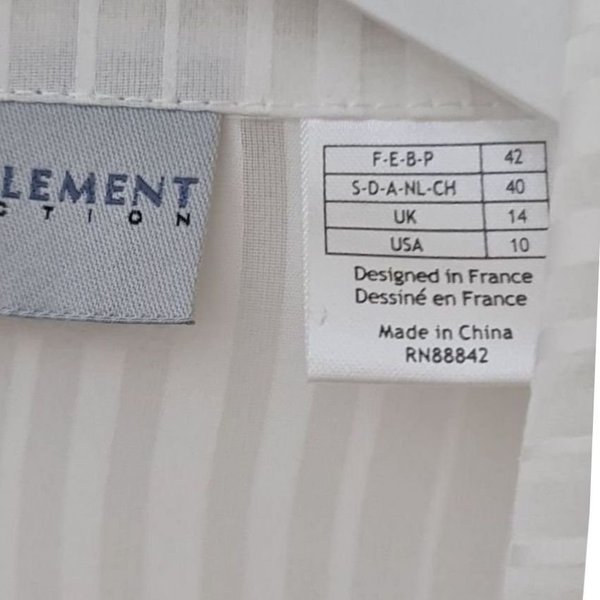 LEMENT
CTION
F-E-B-P 42
S-D-A-NL-CH 40
UK 14
USA 10
Designed in France
Dessiné en France
Made in China
RN88842